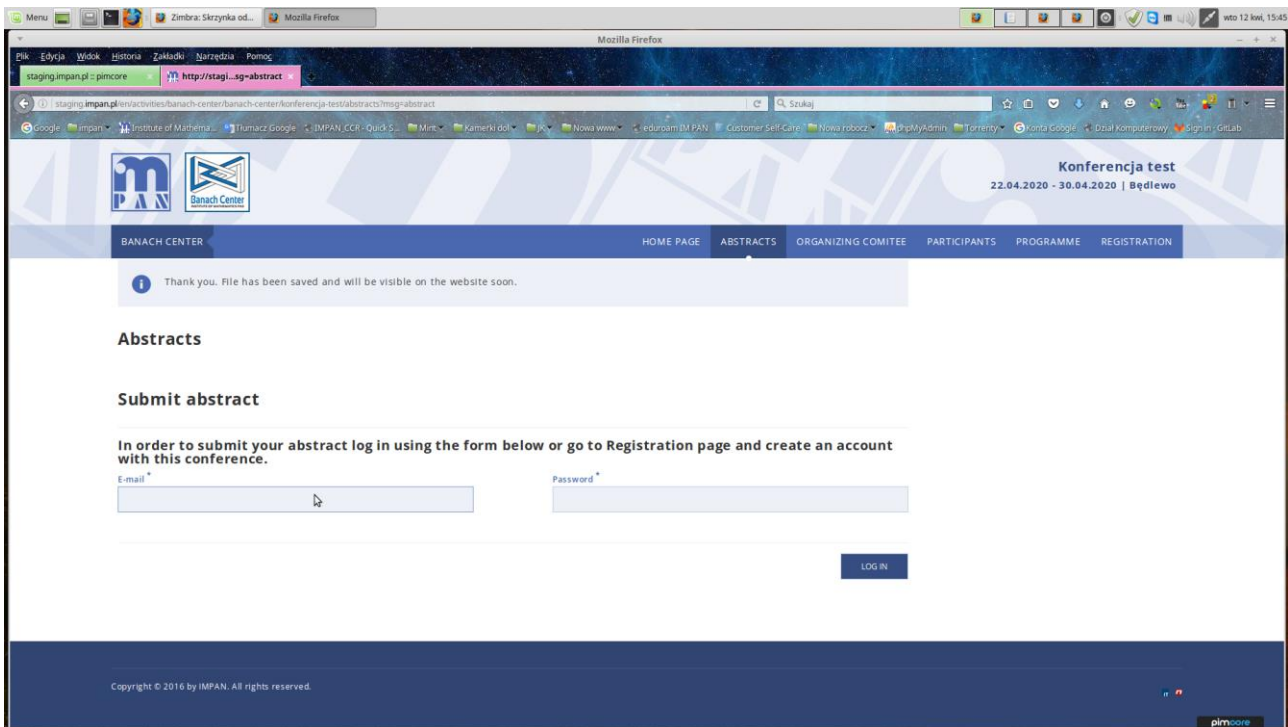 Menu Zimbra: Skrzynka od... Mozilla Firefox wto 12 kwi, 15:45
Mozilla Firefox
Plik Edycja Widok Historia Zakładki Narzędzia Pomoc
staging.impan.pl :: pimcore http://stagi...sg=abstract
staging.impan.pl/en/activities/banach-center/banach-center/konferencja-test/abstracts?msg=abstract Szukaj
Google impan Institute of Mathema... Tłumacz Google IMPAN_CCR - Quick S... Mint Kamerki dol JK Nowa www eduroam IM PAN Customer Self-Care Nowa robocz phpMyAdmin Torrenty Konta Google Dział Komputerowy Sign in · GitLab
m
PAN
Banach Center
INSTITUTE OF MATHEMATICS PAN
Konferencja test
22.04.2020 - 30.04.2020 | Będlewo
BANACH CENTER HOME PAGE ABSTRACTS ORGANIZING COMITEE PARTICIPANTS PROGRAMME REGISTRATION
Thank you. File has been saved and will be visible on the website soon.
Abstracts
Submit abstract
In order to submit your abstract log in using the form below or go to Registration page and create an account
with this conference.
E-mail * Password *
LOG IN
Copyright © 2016 by IMPAN. All rights reserved.
pimcore